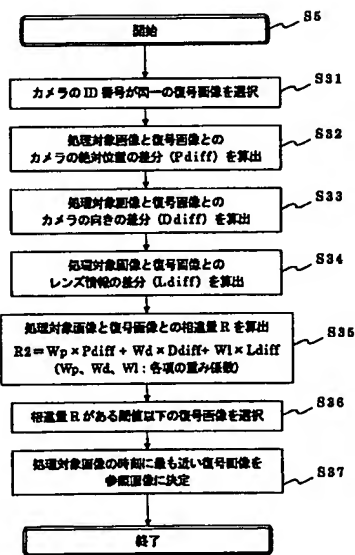 S5
開始
S31
カメラのID番号が同一の復号画像を選択
S32
処理対象画像と復号画像との
カメラの絶対位置の差分（Pdiff）を算出
S33
処理対象画像と復号画像との
カメラの向きの差分（Ddiff）を算出
S34
処理対象画像と復号画像との
レンズ情報の差分（Ldiff）を算出
S35
処理対象画像と復号画像との相違量Rを算出
R2＝Wp×Pdiff + Wd×Ddiff+ Wl×Ldiff
（Wp、Wd、Wl：各項の重み係数）
S36
相違量Rがある閾値以下の復号画像を選択
S37
処理対象画像の時刻に最も近い復号画像を
参照画像に決定
終了